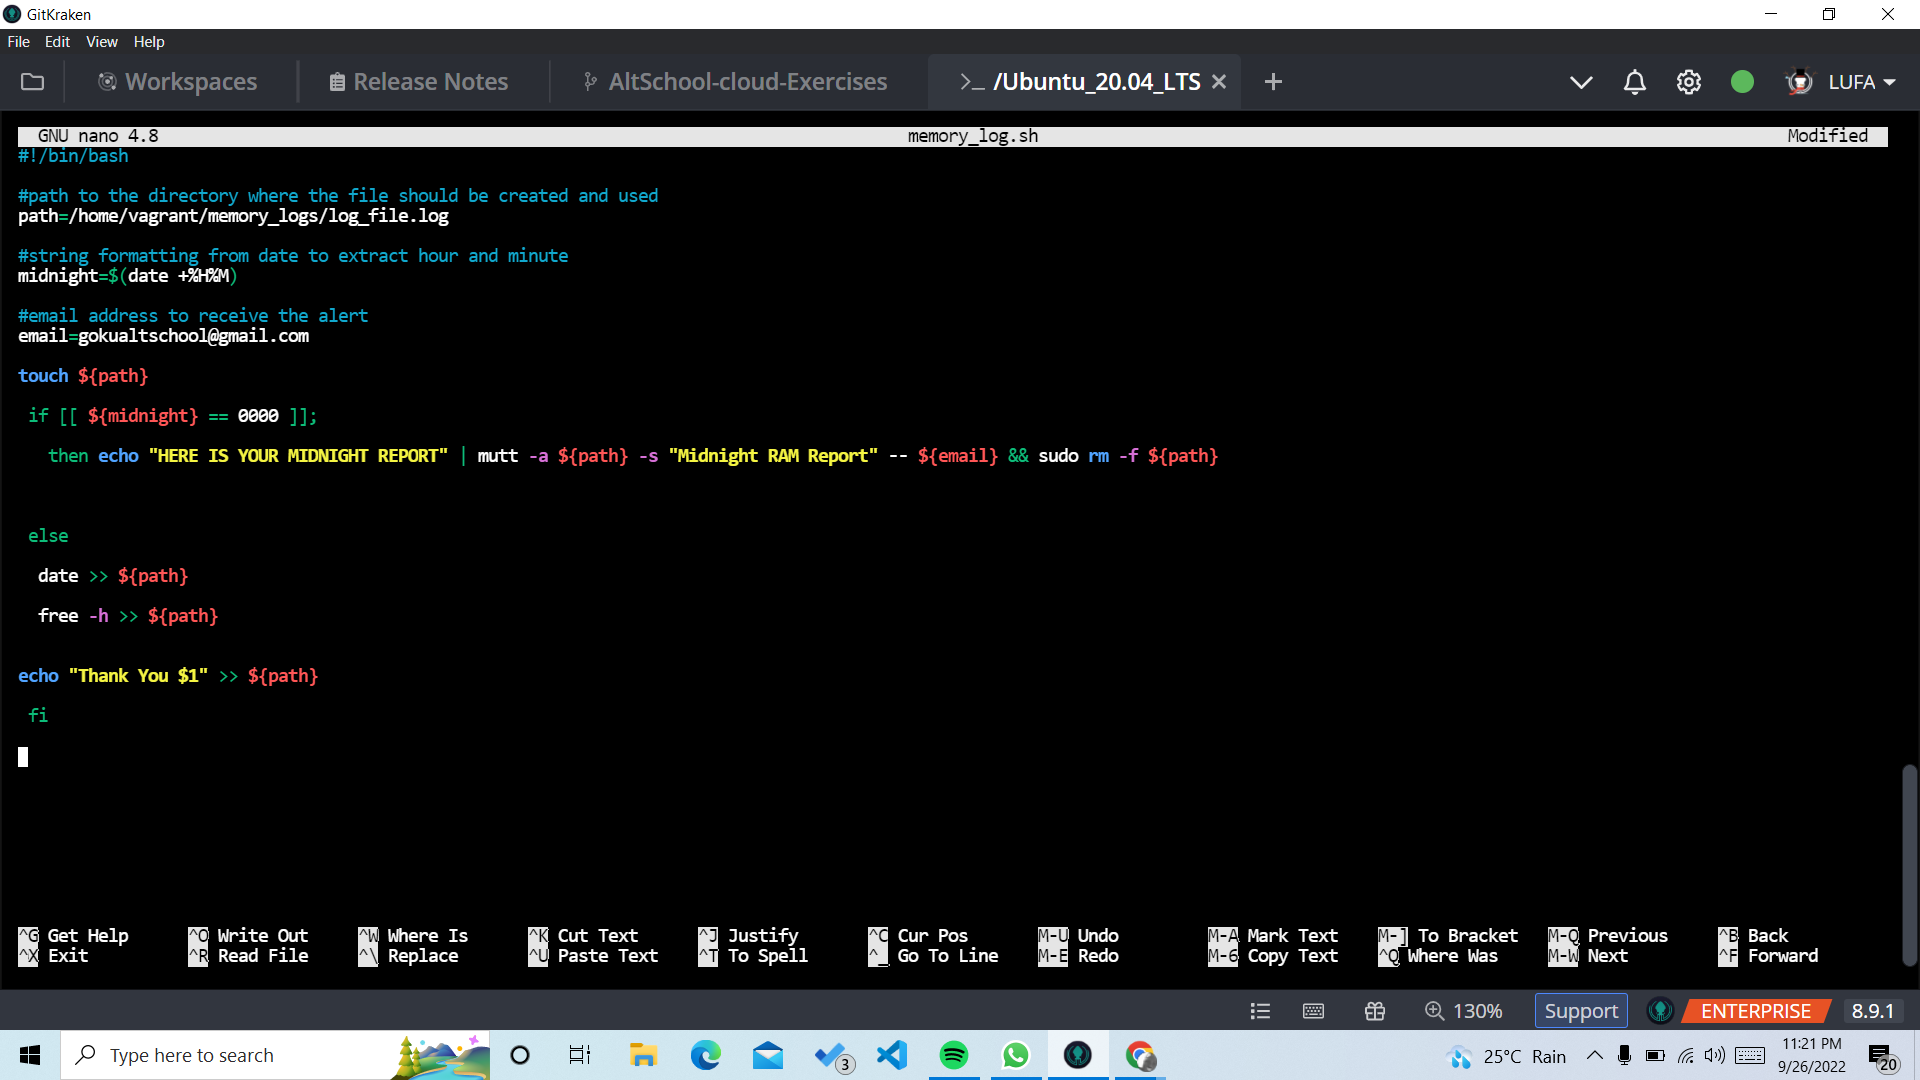 GitKraken
File Edit View Help
Workspaces Release Notes AltSchool-cloud-Exercises >_ /Ubuntu_20.04_LTS LUFA
GNU nano 4.8 memory_log.sh Modified
#!/bin/bash
#path to the directory where the file should be created and used
path=/home/vagrant/memory_logs/log_file.log
#string formatting from date to extract hour and minute
midnight=$(date +%H%M)
#email address to receive the alert
email=gokualtschool@gmail.com
touch ${path}
if [[ ${midnight} == 0000 ]];
then echo "HERE IS YOUR MIDNIGHT REPORT" | mutt -a ${path} -s "Midnight RAM Report" -- ${email} && sudo rm -f ${path}
else
date >> ${path}
free -h >> ${path}
echo "Thank You $1" >> ${path}
fi
^G Get Help ^O Write Out ^W Where Is ^K Cut Text ^J Justify ^C Cur Pos M-U Undo M-A Mark Text M-] To Bracket M-Q Previous ^B Back
^X Exit ^R Read File ^\ Replace ^U Paste Text ^T To Spell ^_ Go To Line M-E Redo M-6 Copy Text ^Q Where Was M-W Next ^F Forward
130% Support ENTERPRISE 8.9.1
Type here to search 3 25°C Rain 11:21 PM
9/26/2022 20